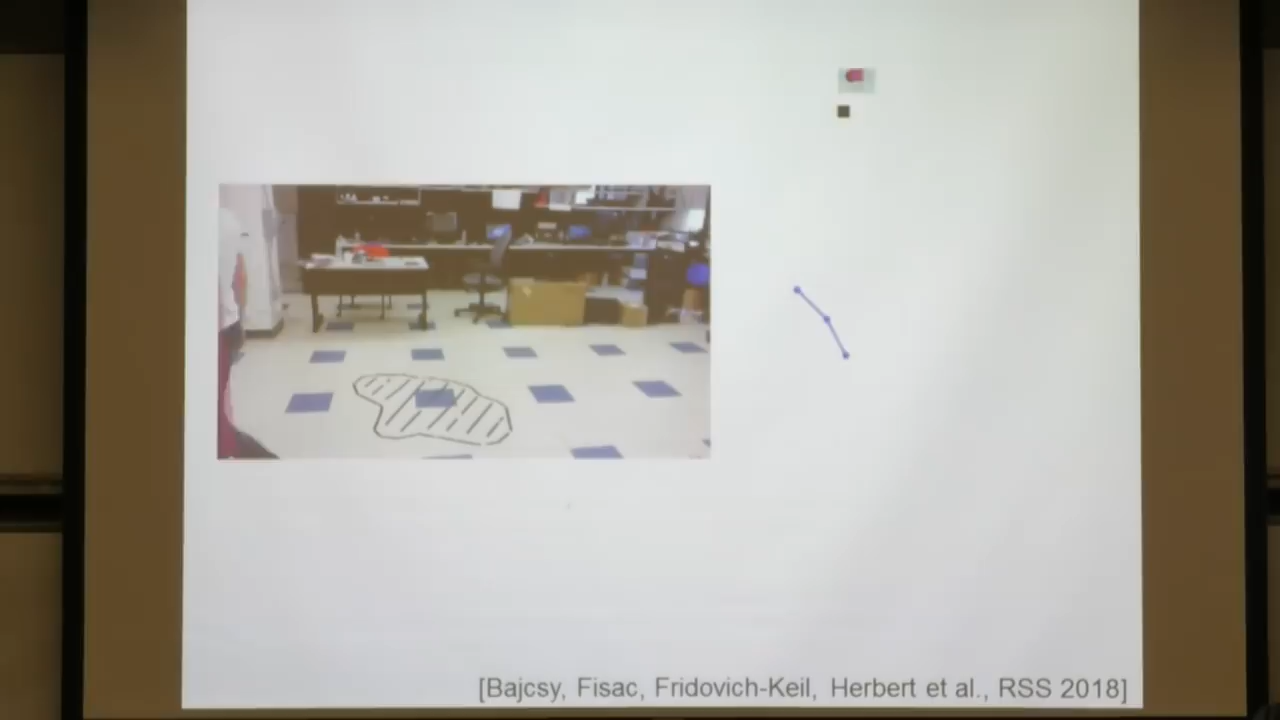 [Bajcsy, Fisac, Fridovich-Keil, Herbert et al., RSS 2018]